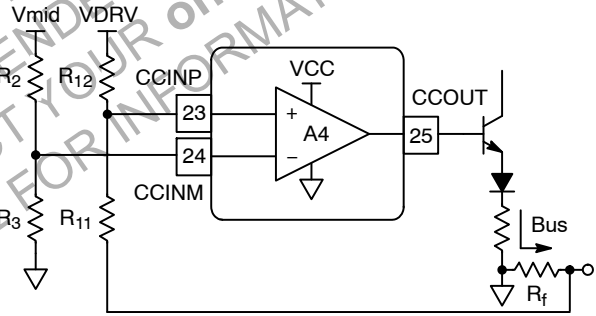 Vmid VDRV
R2
R12
CCINP
VCC
CCOUT
23
+
A4
25
24
−
CCINM
R3
R11
Bus
Rf